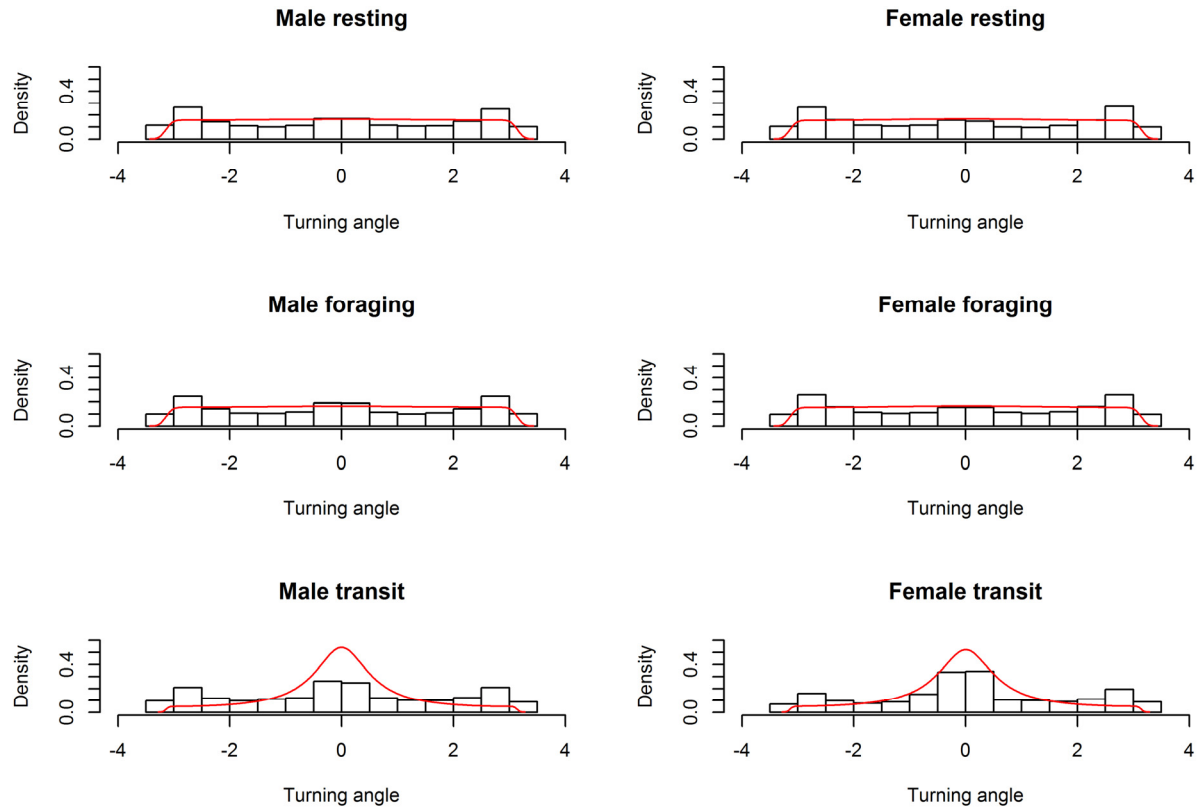 Male resting
Density
0.0 0.4
-4 -2 0 2 4
Turning angle
Female resting
Density
0.0 0.4
-4 -2 0 2 4
Turning angle
Male foraging
Density
0.0 0.4
-4 -2 0 2 4
Turning angle
Female foraging
Density
0.0 0.4
-4 -2 0 2 4
Turning angle
Male transit
Density
0.0 0.4
-4 -2 0 2 4
Turning angle
Female transit
Density
0.0 0.4
-4 -2 0 2 4
Turning angle